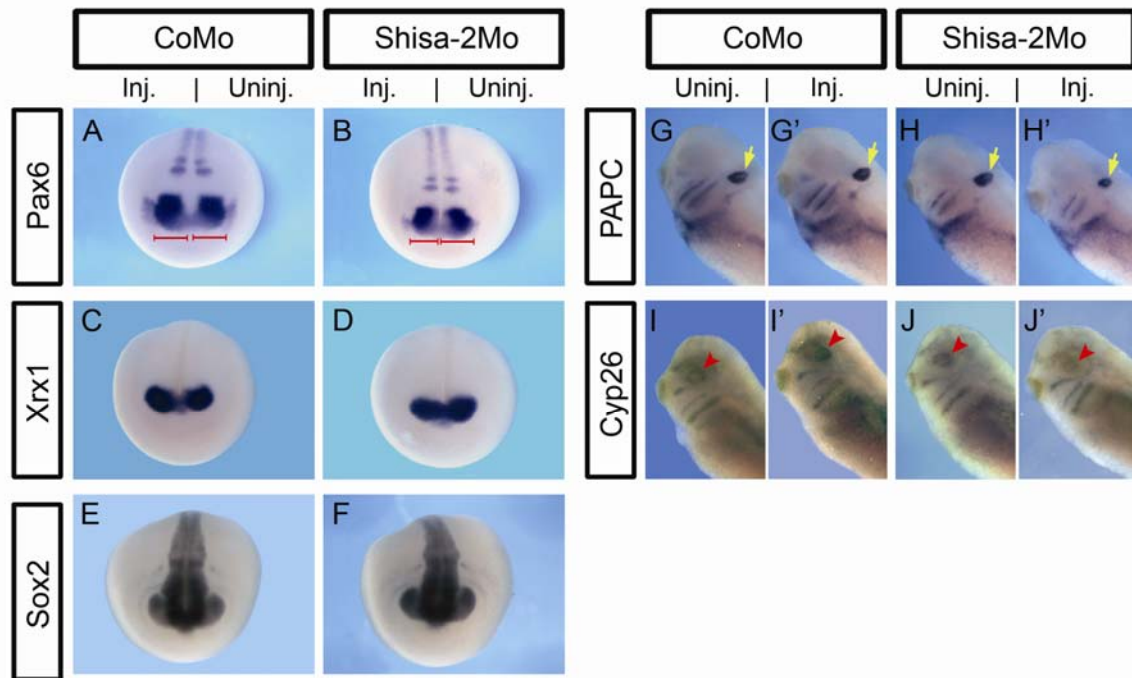 CoMo
Shisa-2Mo
CoMo
Shisa-2Mo
Inj. | Uninj.
Inj. | Uninj.
Uninj. | Inj.
Uninj. | Inj.
Pax6
A
B
PAPC
G
G’
H
H’
Xrx1
C
D
Cyp26
I
I’
J
J’
Sox2
E
F